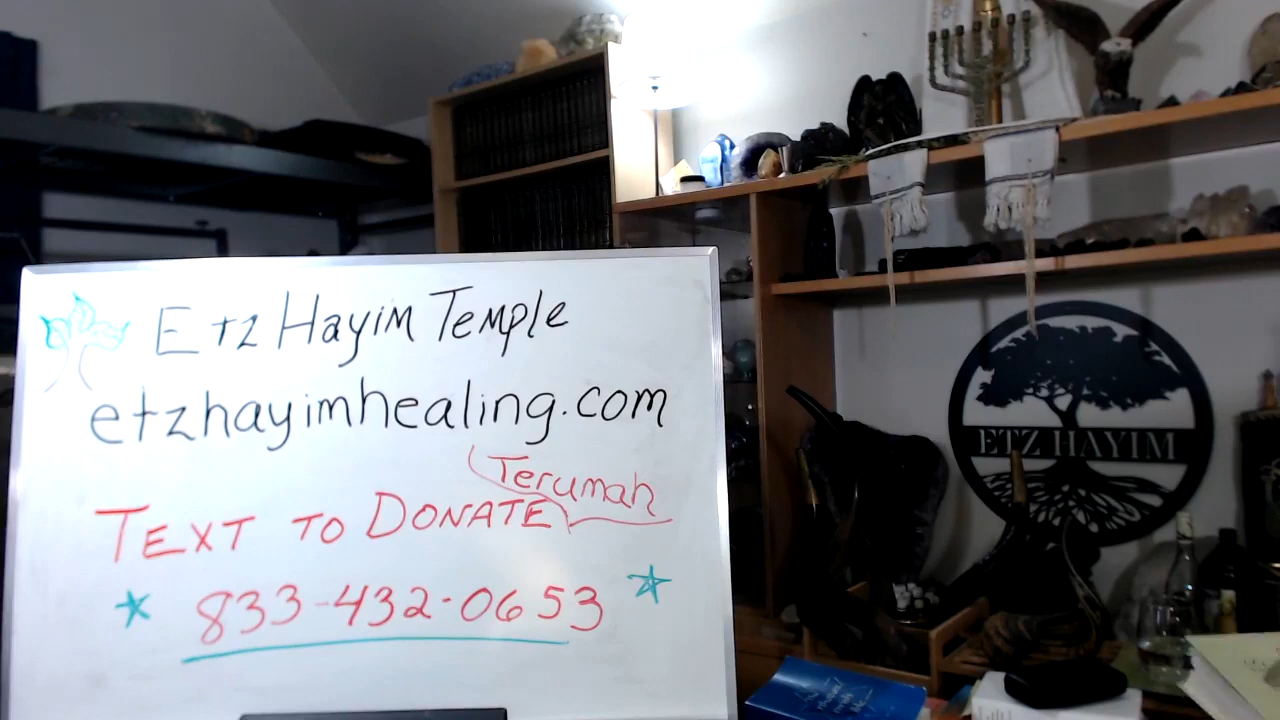 Etz Hayim Temple
etzhayimhealing.com
Terumah
TEXT TO DONATE
* 833-432-0653 *
ETZ HAYIM